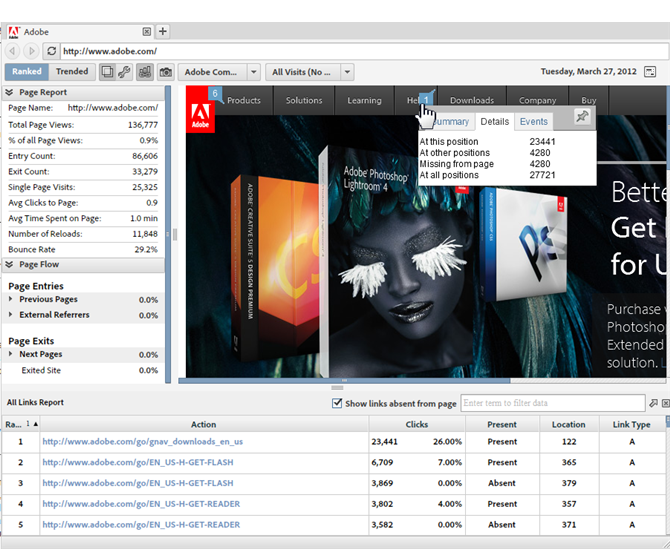 Adobe
http://www.adobe.com/
Ranked Trended Adobe Com... All Visits (No ... Tuesday, March 27, 2012
Page Report
Page Name: http://www.adobe.com/
Total Page Views: 136,777
% of all Page Views: 0.9%
Entry Count: 86,606
Exit Count: 33,279
Single Page Visits: 25,325
Avg Clicks to Page: 0.9
Avg Time Spent on Page: 1.0 min
Number of Reloads: 11,848
Bounce Rate 29.2%
Page Flow
Page Entries
Previous Pages 0.0%
External Referrers 0.0%
Page Exits
Next Pages 0.0%
Exited Site 0.0%
6 Products Solutions Learning Hel 1 Downloads Company Buy
Adobe
Summary Details Events
At this position 23441
At other positions 4280
Missing from page 4280
At all positions 27721
ADOBE CREATIVE SUITE 5 DESIGN PREMIUM
CS
Adobe Photoshop
Lightroom 4
Ps
Bette
Get
for U
Purchase
Photosho
Extended
solution. L
All Links Report Show links absent from page Enter term to filter data
Ra... 1 Action Clicks Present Location Link Type
1 http://www.adobe.com/go/gnav_downloads_en_us 23,441 26.00% Present 122 A
2 http://www.adobe.com/go/EN_US-H-GET-FLASH 6,709 7.00% Present 365 A
3 http://www.adobe.com/go/EN_US-H-GET-FLASH 3,869 0.00% Absent 379 A
4 http://www.adobe.com/go/EN_US-H-GET-READER 3,802 4.00% Present 357 A
5 http://www.adobe.com/go/EN_US-H-GET-READER 3,582 0.00% Absent 371 A